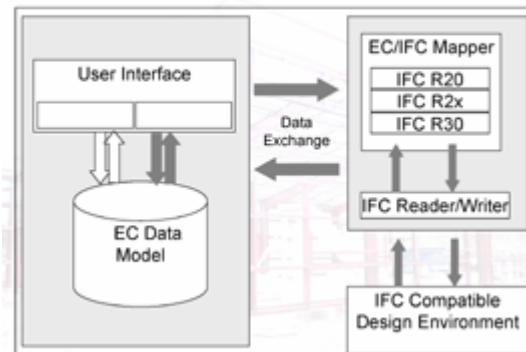 User Interface
EC Data
Model
Data
Exchange
EC/IFC Mapper
IFC R20
IFC R2x
IFC R30
IFC Reader/Writer
IFC Compatible
Design Environment